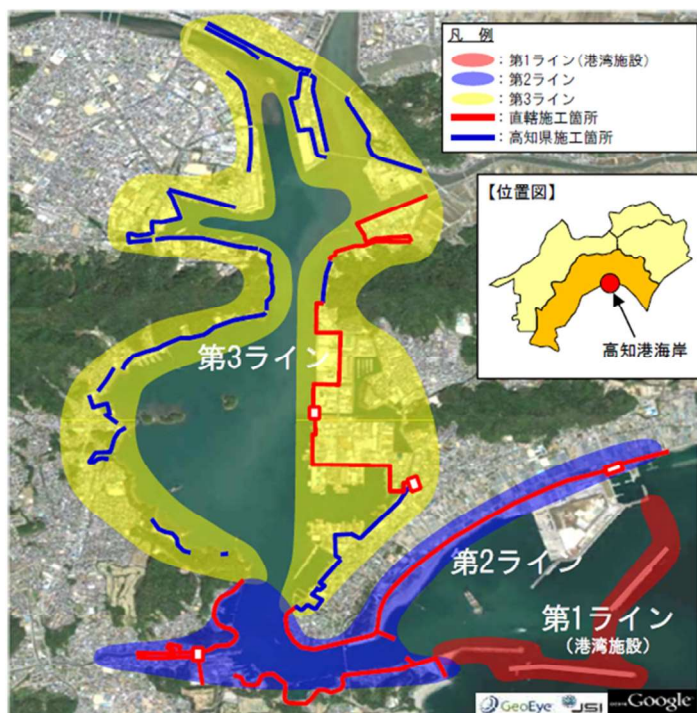 凡 例
：第1ライン（港湾施設）
：第2ライン
：第3ライン
：直轄施工箇所
：高知県施工箇所
【位置図】
高知港海岸
第3ライン
第2ライン
第1ライン
（港湾施設）
GeoEye JSI Google